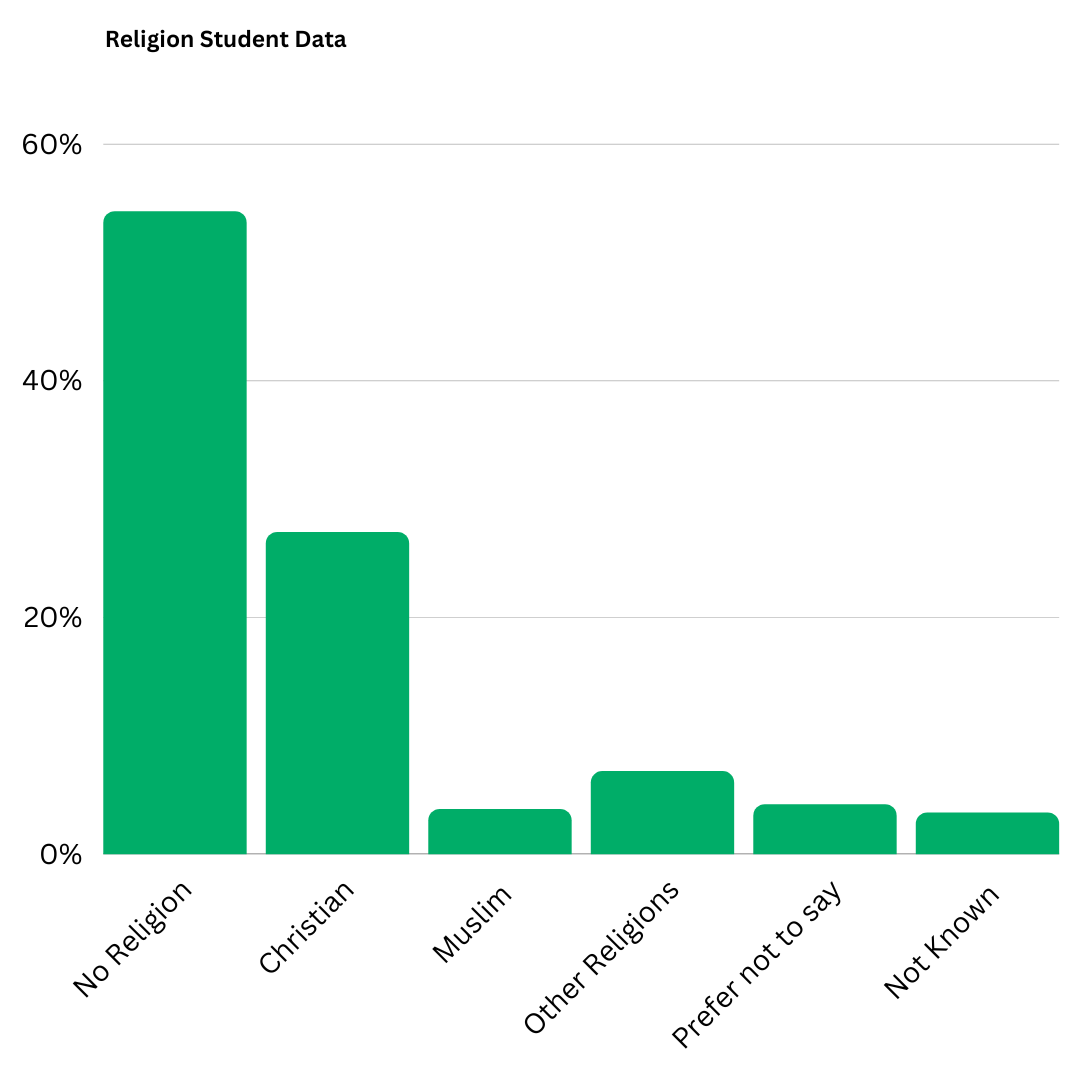 Religion Student Data
60%
40%
20%
0%
No Religion
Christian
Muslim
Other Religions
Prefer not to say
Not Known